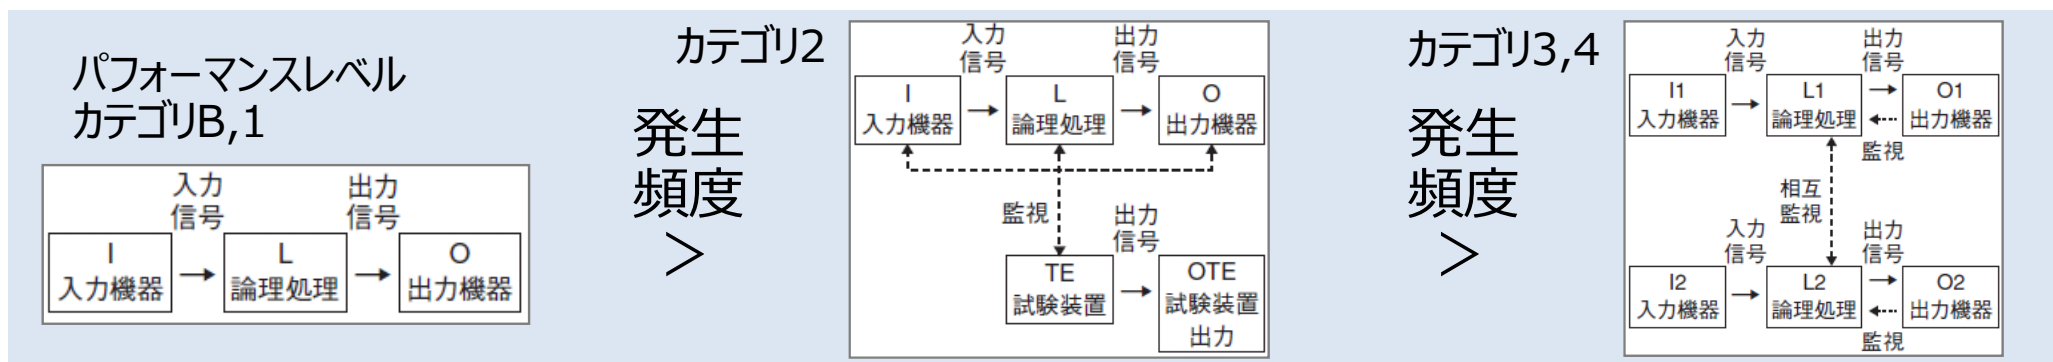 パフォーマンスレベル
カテゴリB,1
入力
信号
出力
信号
I
入力機器
L
論理処理
O
出力機器
発生
頻度
＞
カテゴリ2
入力
信号
出力
信号
I
入力機器
L
論理処理
O
出力機器
監視
出力
信号
TE
試験装置
OTE
試験装置
出力
発生
頻度
＞
カテゴリ3,4
入力
信号
出力
信号
I1
入力機器
L1
論理処理
O1
出力機器
監視
相互
監視
入力
信号
出力
信号
I2
入力機器
L2
論理処理
O2
出力機器
監視